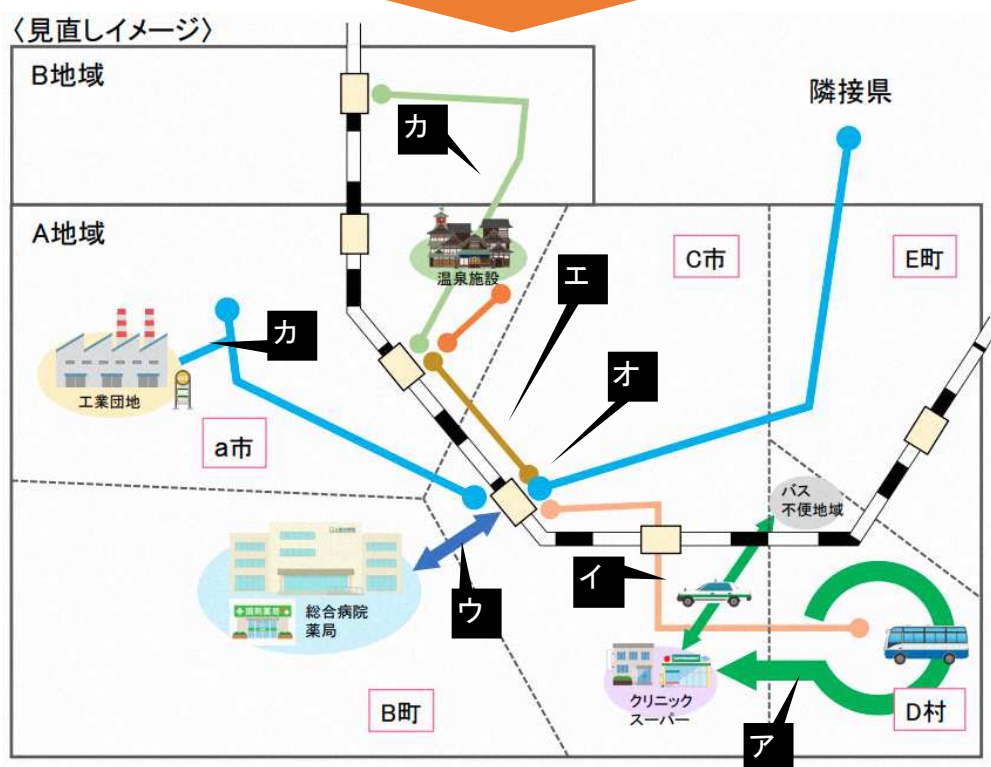 〈見直しイメージ〉
B地域
隣接県
カ
A地域
C市
E町
温泉施設
エ
カ
オ
工業団地
a市
バス
不便地域
イ
ウ
総合病院
薬局
クリニック
スーパー
B町
D村
ア